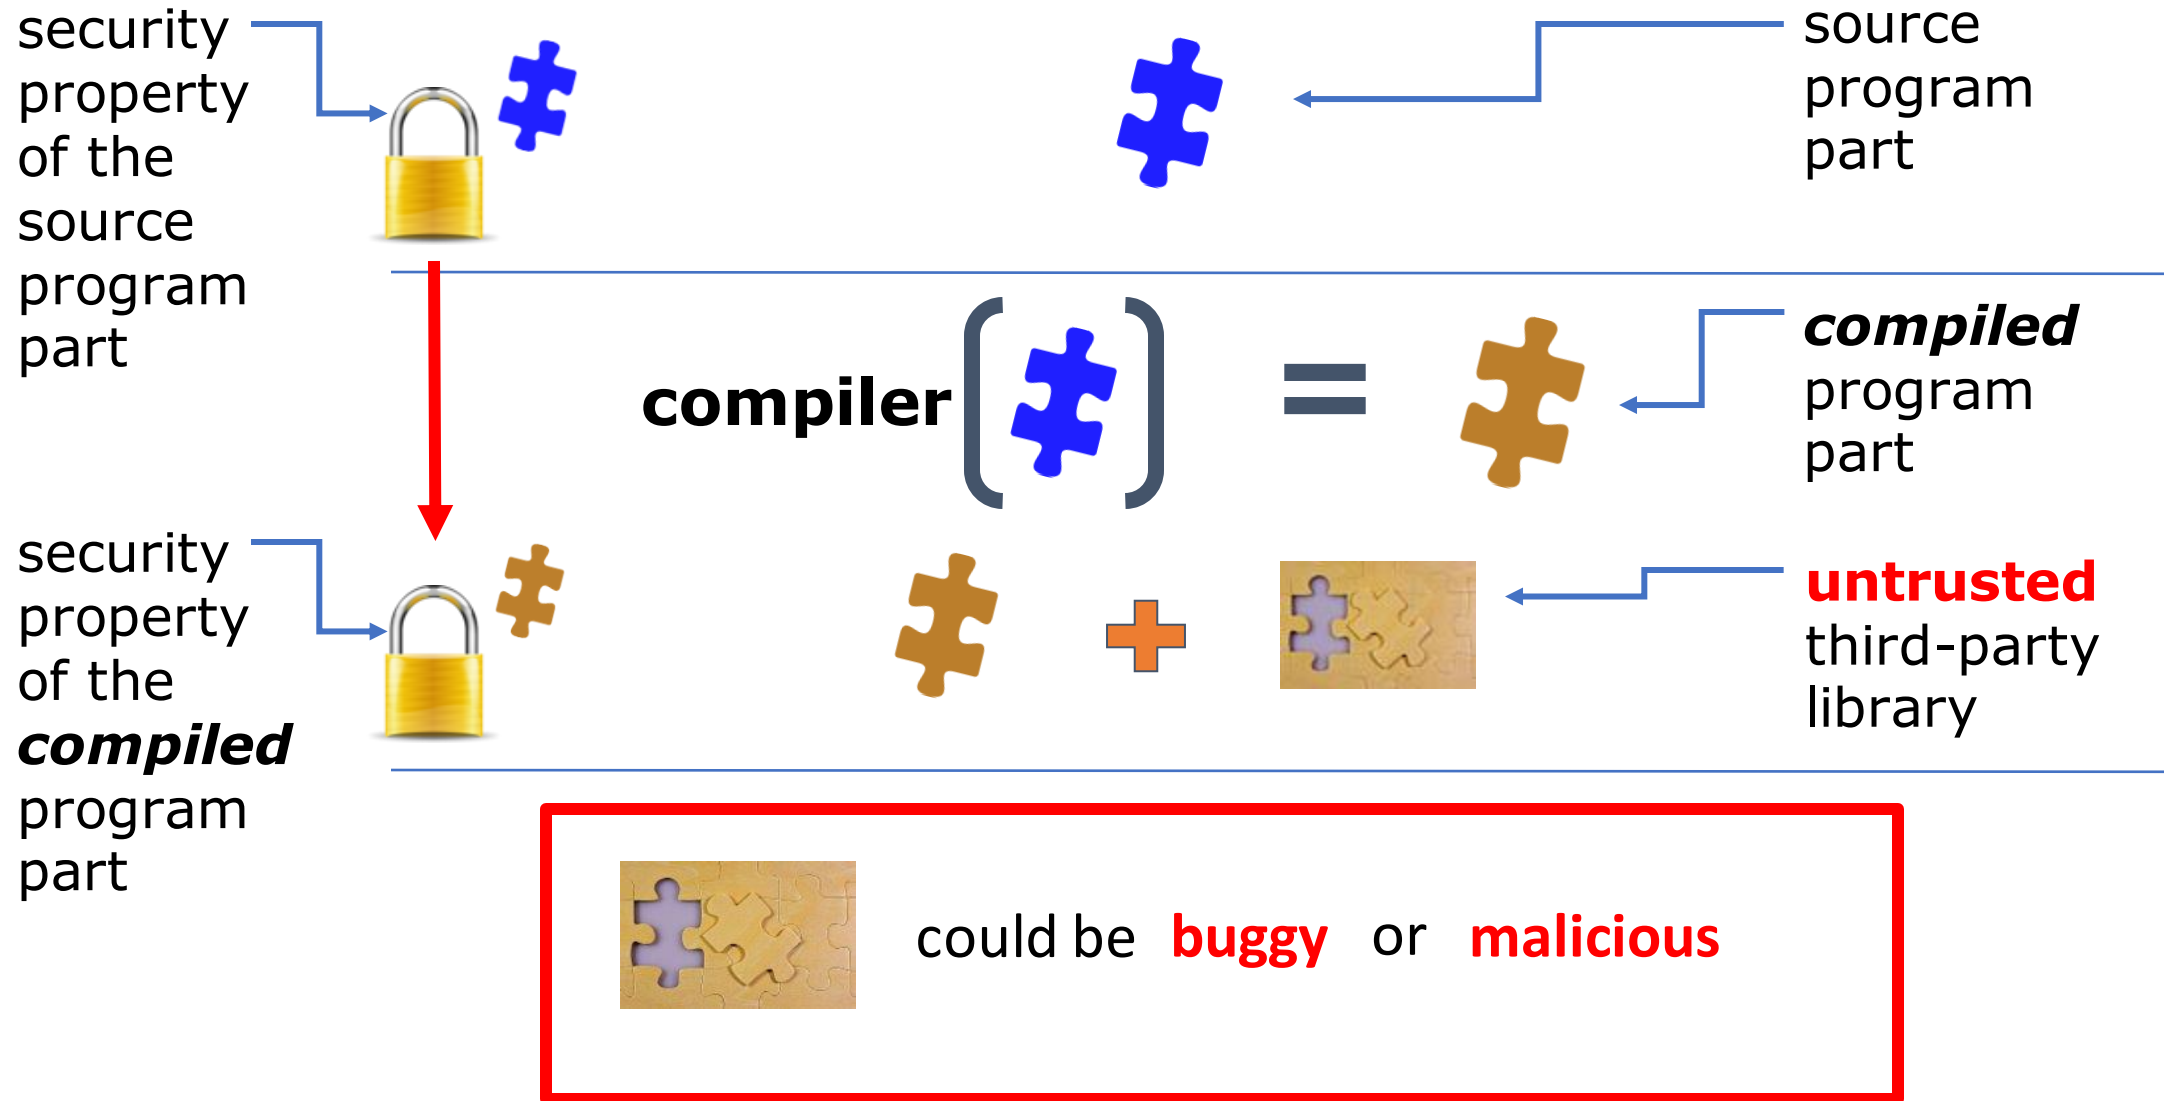 security
property
of the
source
program
part
source
program
part
compiler
compiled
program
part
security
property
of the
compiled
program
part
untrusted
third-party
library
could be buggy or malicious